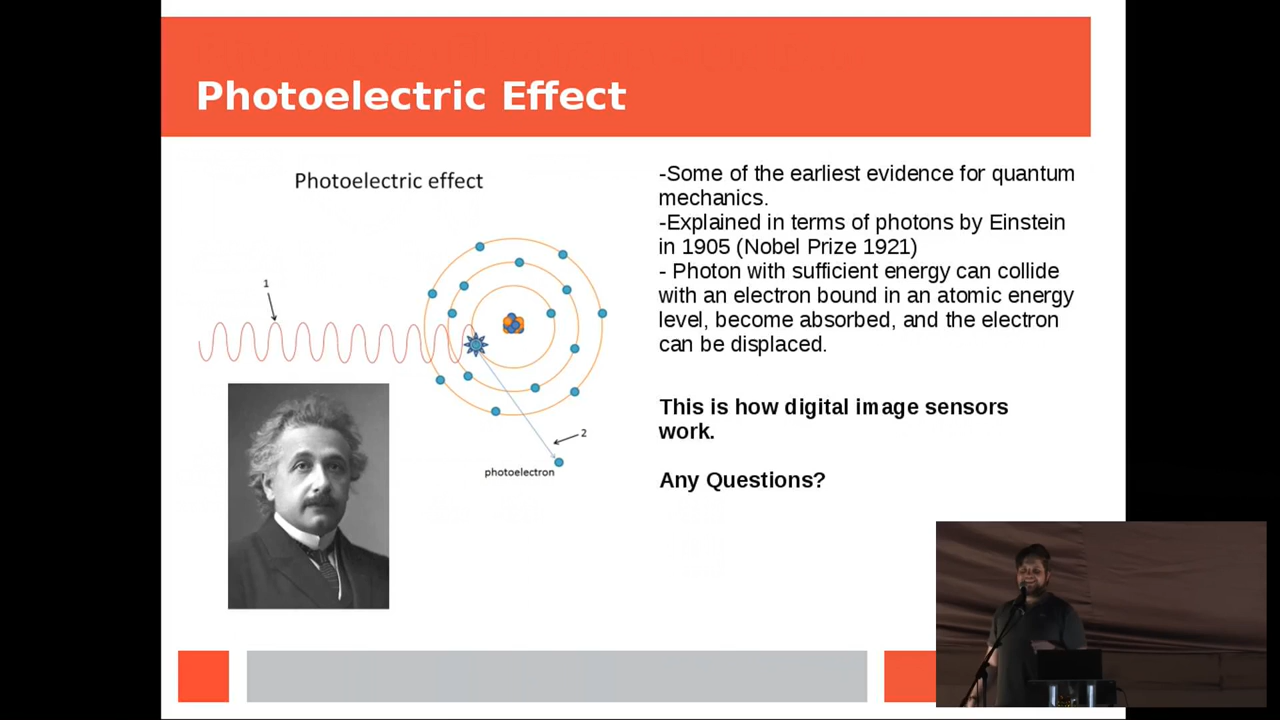 Photoelectric Effect
Photoelectric effect
1
2
photoelectron
-Some of the earliest evidence for quantum
mechanics.
-Explained in terms of photons by Einstein
in 1905 (Nobel Prize 1921)
- Photon with sufficient energy can collide
with an electron bound in an atomic energy
level, become absorbed, and the electron
can be displaced.
This is how digital image sensors
work.
Any Questions?